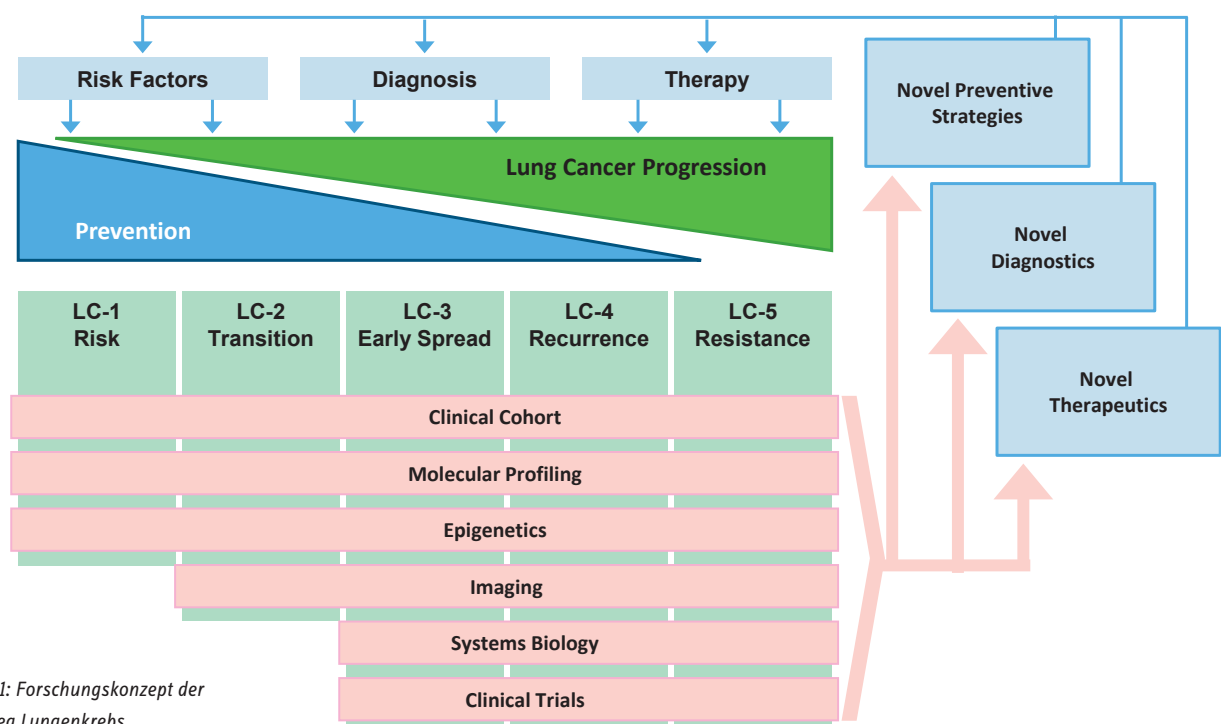 Risk Factors
Diagnosis
Therapy
Novel Preventive
Strategies
Lung Cancer Progression
Prevention
Novel
Diagnostics
LC-1
Risk
LC-2
Transition
LC-3
Early Spread
LC-4
Recurrence
LC-5
Resistance
Novel
Therapeutics
Clinical Cohort
Molecular Profiling
Epigenetics
Imaging
Systems Biology
Clinical Trials
1: Forschungskonzept der
Lungenkrebs